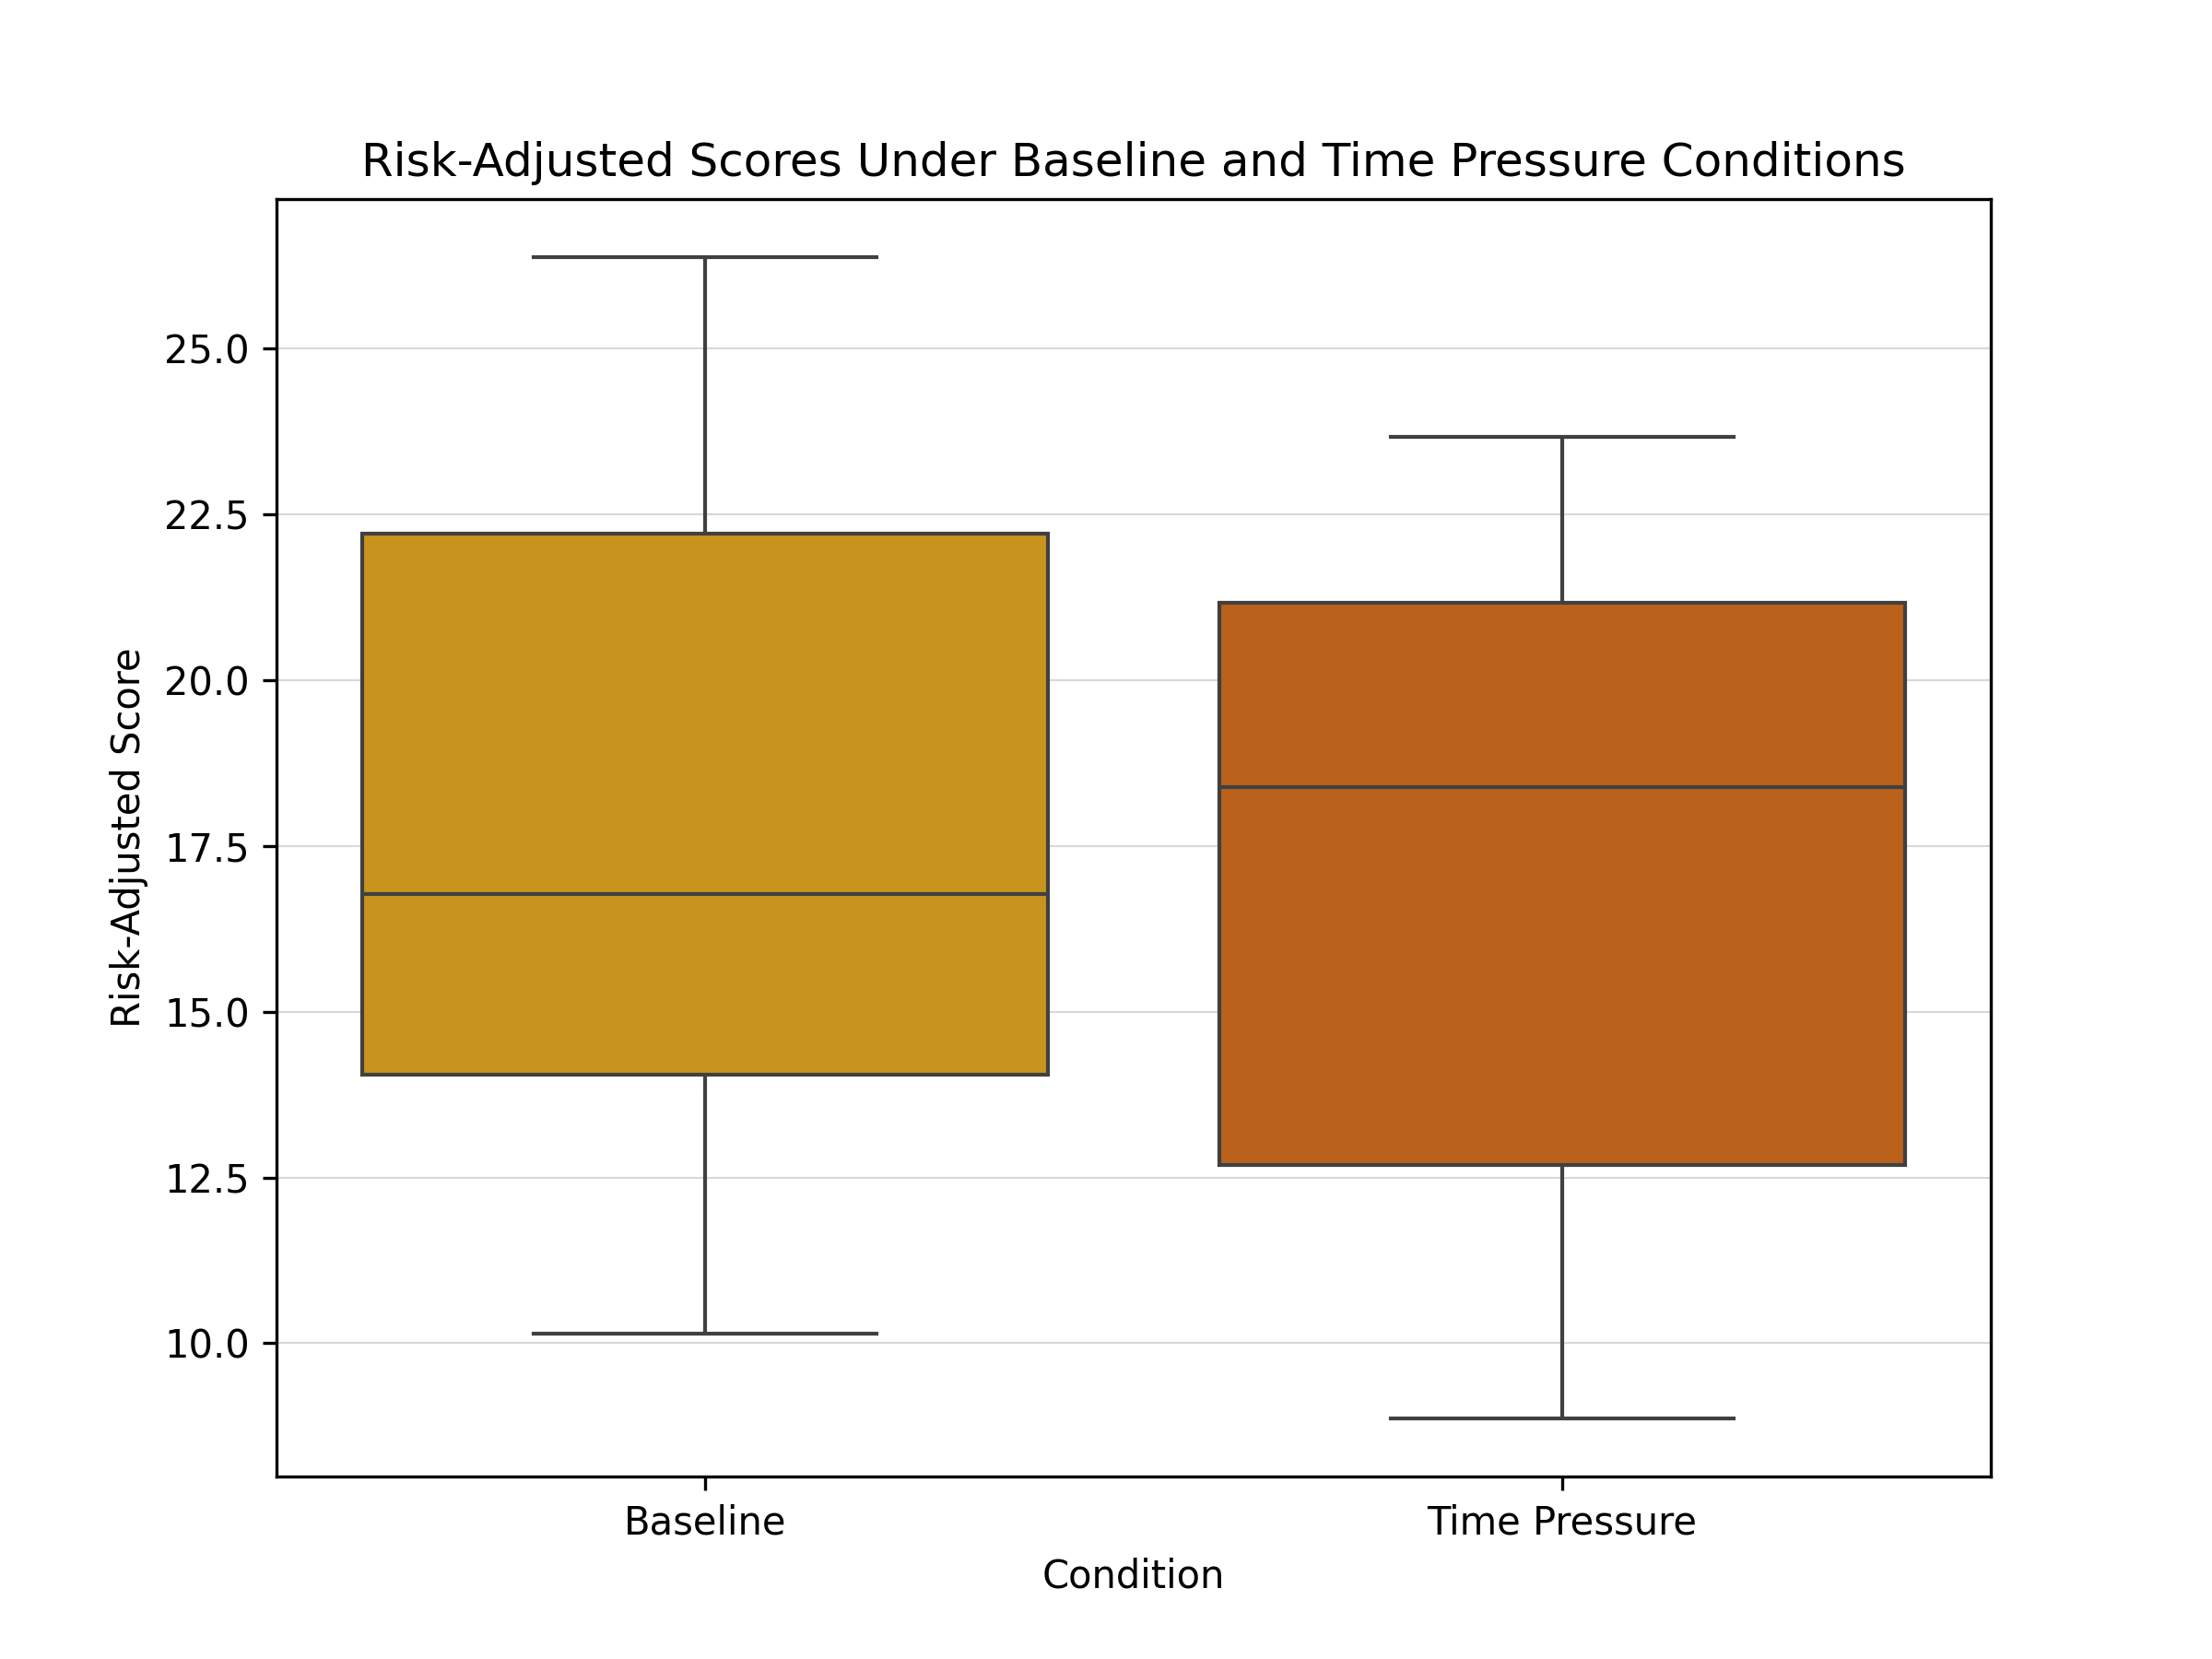 Risk-Adjusted Scores Under Baseline and Time Pressure Conditions
Risk-Adjusted Score
25.0
22.5
20.0
17.5
15.0
12.5
10.0
Baseline
Time Pressure
Condition